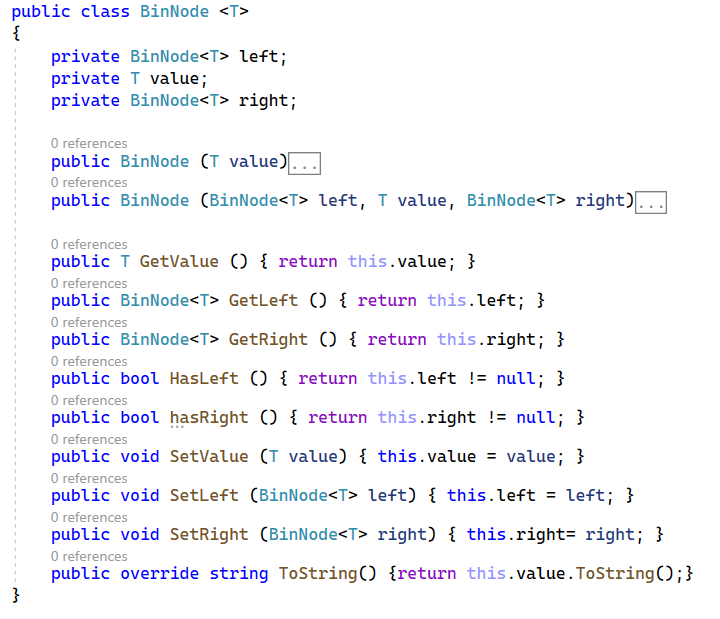 public class BinNode <T>
{
private BinNode<T> left;
private T value;
private BinNode<T> right;
0 references
public BinNode (T value)...
0 references
public BinNode (BinNode<T> left, T value, BinNode<T> right)...
0 references
public T GetValue () { return this.value; }
0 references
public BinNode<T> GetLeft () { return this.left; }
0 references
public BinNode<T> GetRight () { return this.right; }
0 references
public bool HasLeft () { return this.left != null; }
0 references
public bool hasRight () { return this.right != null; }
0 references
public void SetValue (T value) { this.value = value; }
0 references
public void SetLeft (BinNode<T> left) { this.left = left; }
0 references
public void SetRight (BinNode<T> right) { this.right= right; }
0 references
public override string ToString() {return this.value.ToString();}
}